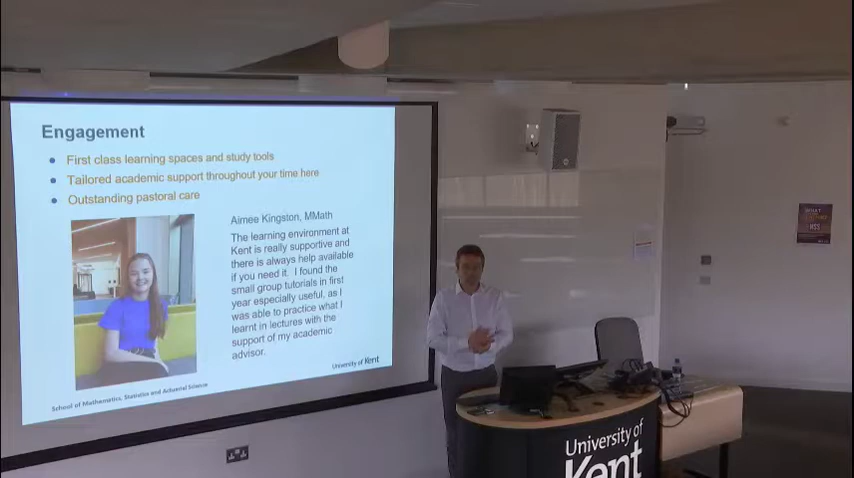 Engagement
First class learning spaces and study tools
Tailored academic support throughout your time here
Outstanding pastoral care
Aimee Kingston, MMath
The learning environment at
Kent is really supportive and
there is always help available
if you need it. I found the
small group tutorials in first
year especially useful, as I
was able to practice what I
learnt in lectures with the
support of my academic
advisor.
University of Kent
School of Mathematics, Statistics and Actuarial Science
University of
Kent